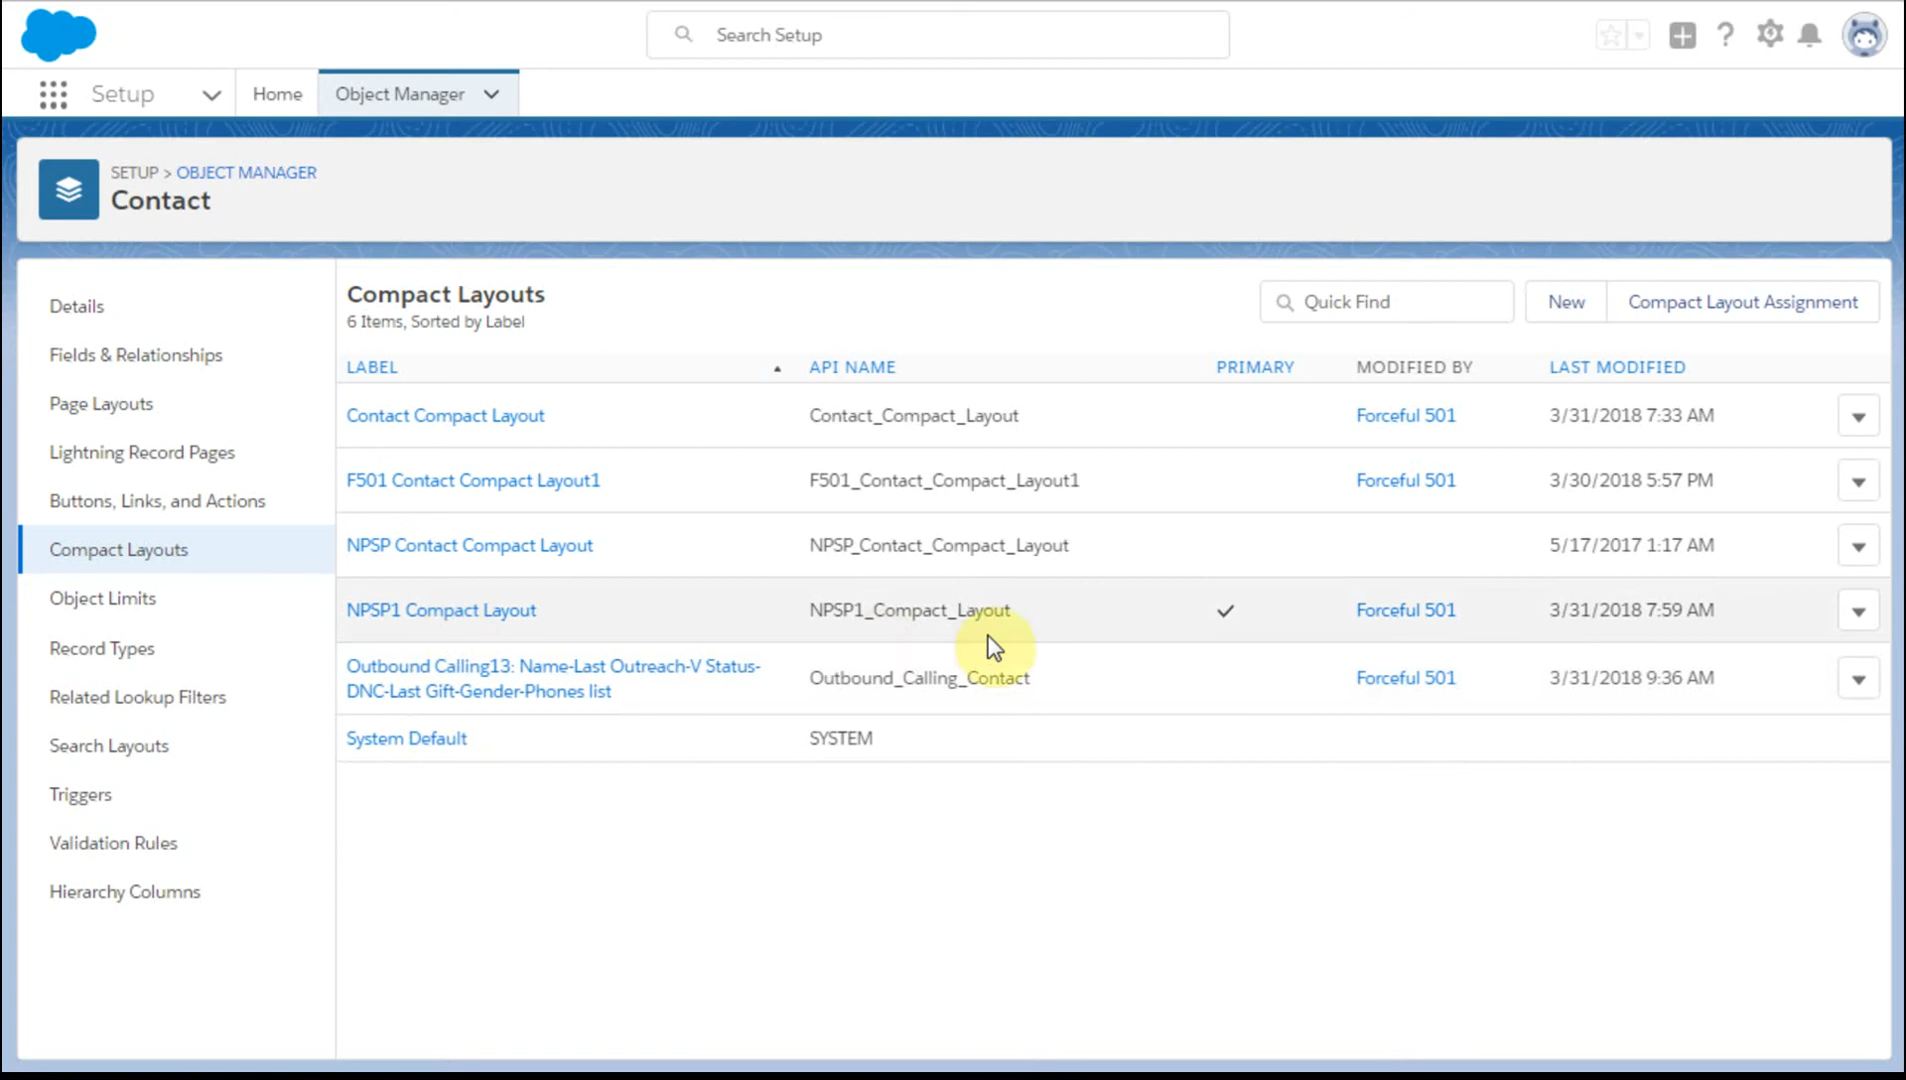 Search Setup
Setup
Home
Object Manager
SETUP > OBJECT MANAGER
Contact
Details
Fields & Relationships
Page Layouts
Lightning Record Pages
Buttons, Links, and Actions
Compact Layouts
Object Limits
Record Types
Related Lookup Filters
Search Layouts
Triggers
Validation Rules
Hierarchy Columns
Compact Layouts
6 Items, Sorted by Label
Quick Find
New
Compact Layout Assignment
LABEL API NAME PRIMARY MODIFIED BY LAST MODIFIED
Contact Compact Layout Contact_Compact_Layout Forceful 501 3/31/2018 7:33 AM
F501 Contact Compact Layout1 F501_Contact_Compact_Layout1 Forceful 501 3/30/2018 5:57 PM
NPSP Contact Compact Layout NPSP_Contact_Compact_Layout 5/17/2017 1:17 AM
NPSP1 Compact Layout NPSP1_Compact_Layout Forceful 501 3/31/2018 7:59 AM
Outbound Calling13: Name-Last Outreach-V Status-
DNC-Last Gift-Gender-Phones list Outbound_Calling_Contact Forceful 501 3/31/2018 9:36 AM
System Default SYSTEM